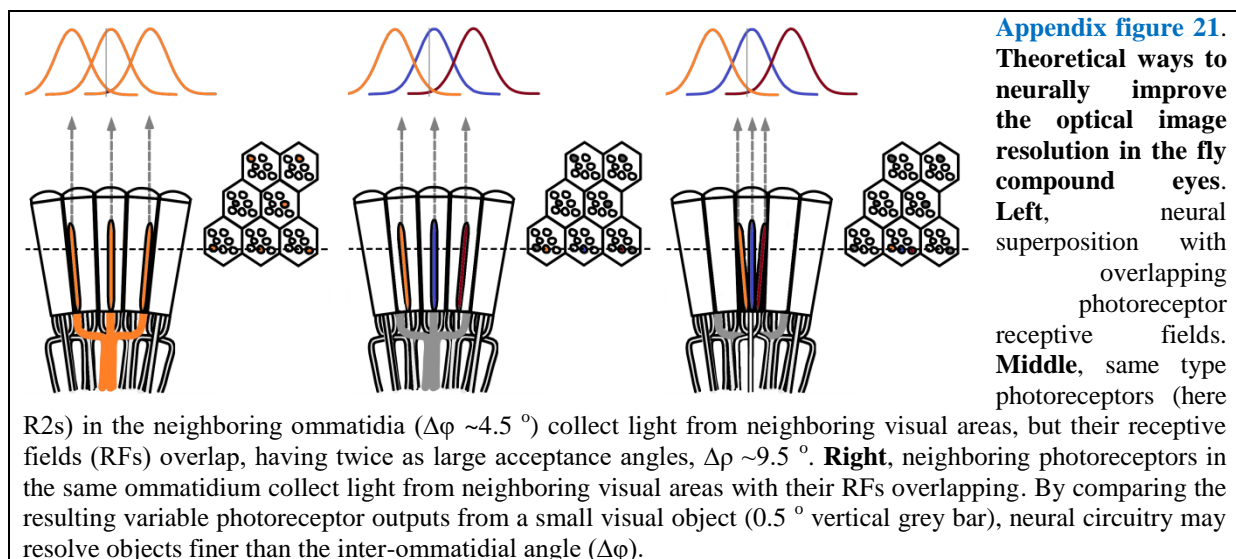 Appendix figure 21.
Theoretical ways to
neurally improve
the optical image
resolution in the fly
compound eyes.
Left, neural
superposition with
overlapping
photoreceptor
receptive fields.
Middle, same type
photoreceptors (here
R2s) in the neighboring ommatidia (Δφ ~4.5 °) collect light from neighboring visual areas, but their receptive
fields (RFs) overlap, having twice as large acceptance angles, Δρ ~9.5 °. Right, neighboring photoreceptors in
the same ommatidium collect light from neighboring visual areas with their RFs overlapping. By comparing the
resulting variable photoreceptor outputs from a small visual object (0.5 ° vertical grey bar), neural circuitry may
resolve objects finer than the inter-ommatidial angle (Δφ).